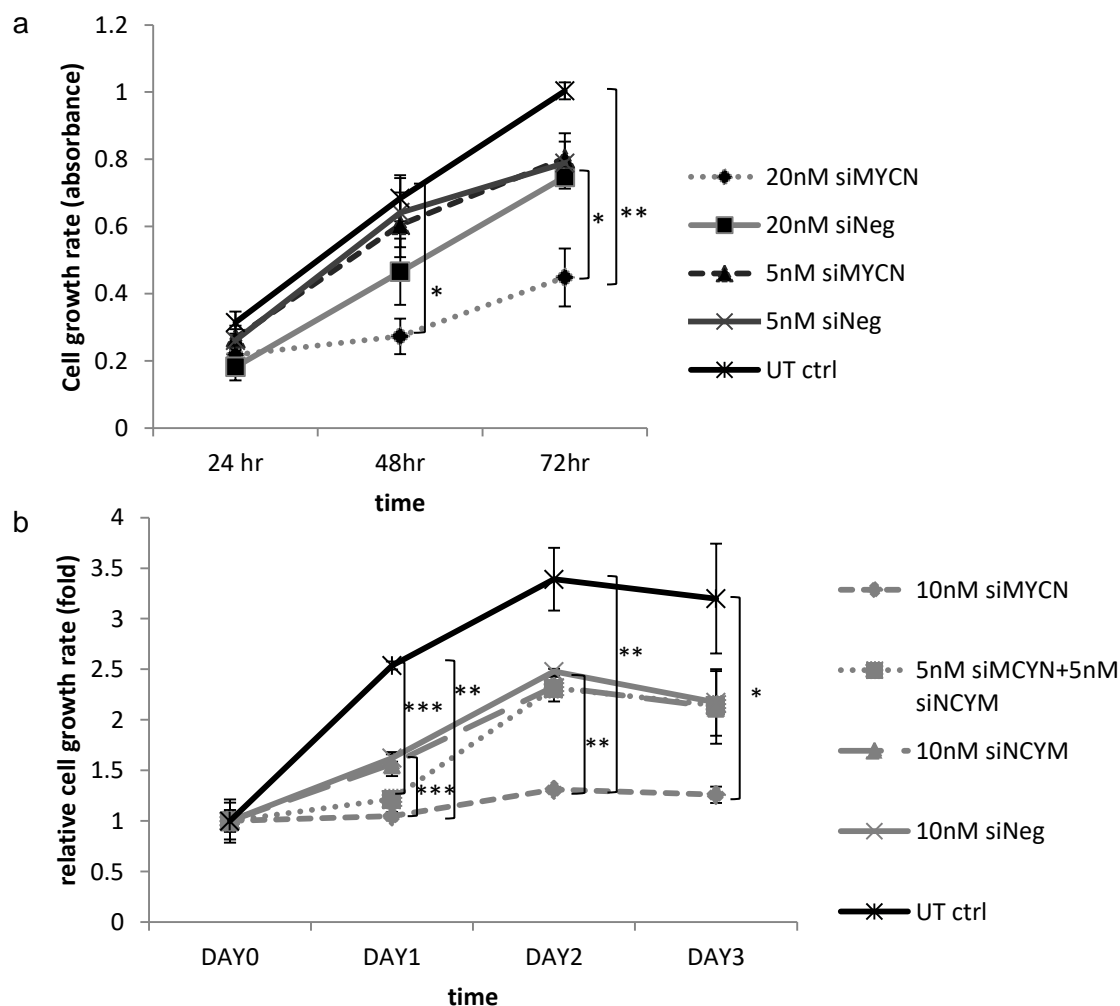 a
Cell growth rate (absorbance)
1.2
1
0.8
0.6
0.4
0.2
0
24 hr
48hr
72hr
time
*
*
**
20nM siMYCN
20nM siNeg
5nM siMYCN
5nM siNeg
UT ctrl
b
relative cell growth rate (fold)
4
3.5
3
2.5
2
1.5
1
0.5
0
DAY0
DAY1
DAY2
DAY3
time
***
***
**
**
**
*
10nM siMYCN
5nM siMCYN+5nM
siNCYM
10nM siNCYM
10nM siNeg
UT ctrl